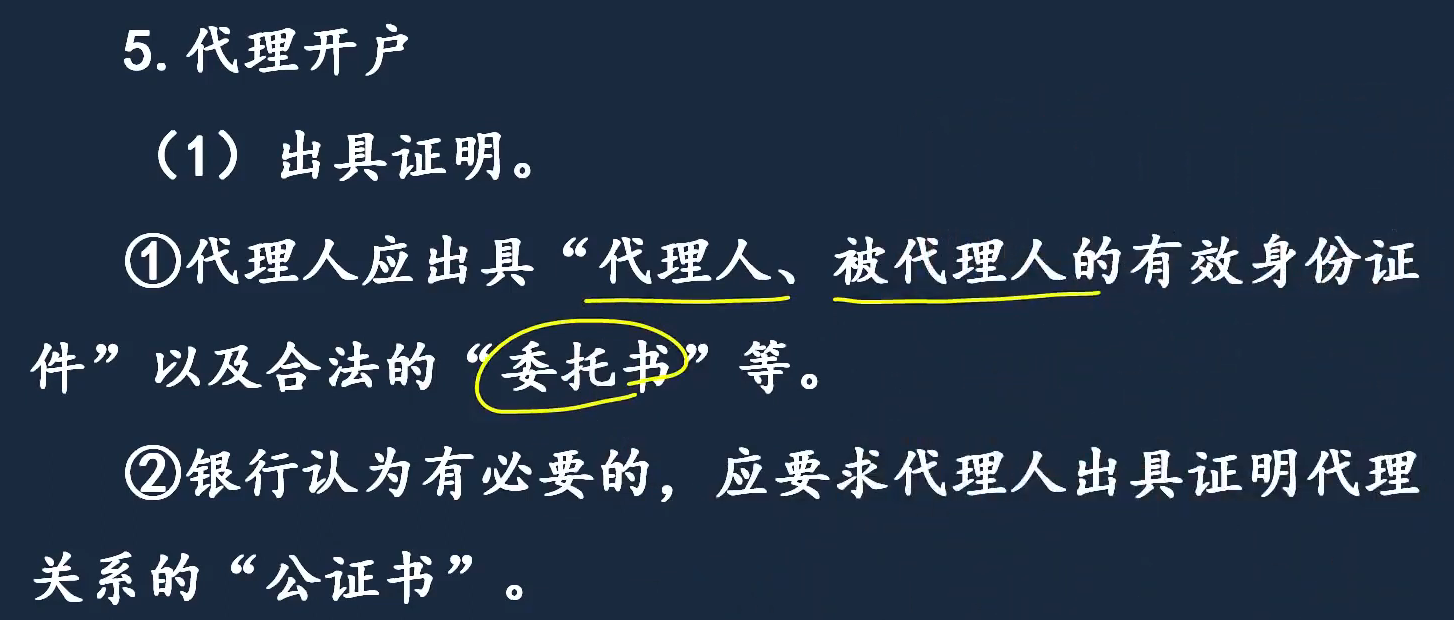 5. 代理开户
（1）出具证明。
①代理人应出具“代理人、被代理人的有效身份证
件”以及合法的“委托书”等。
②银行认为有必要的，应要求代理人出具证明代理
关系的“公证书”。